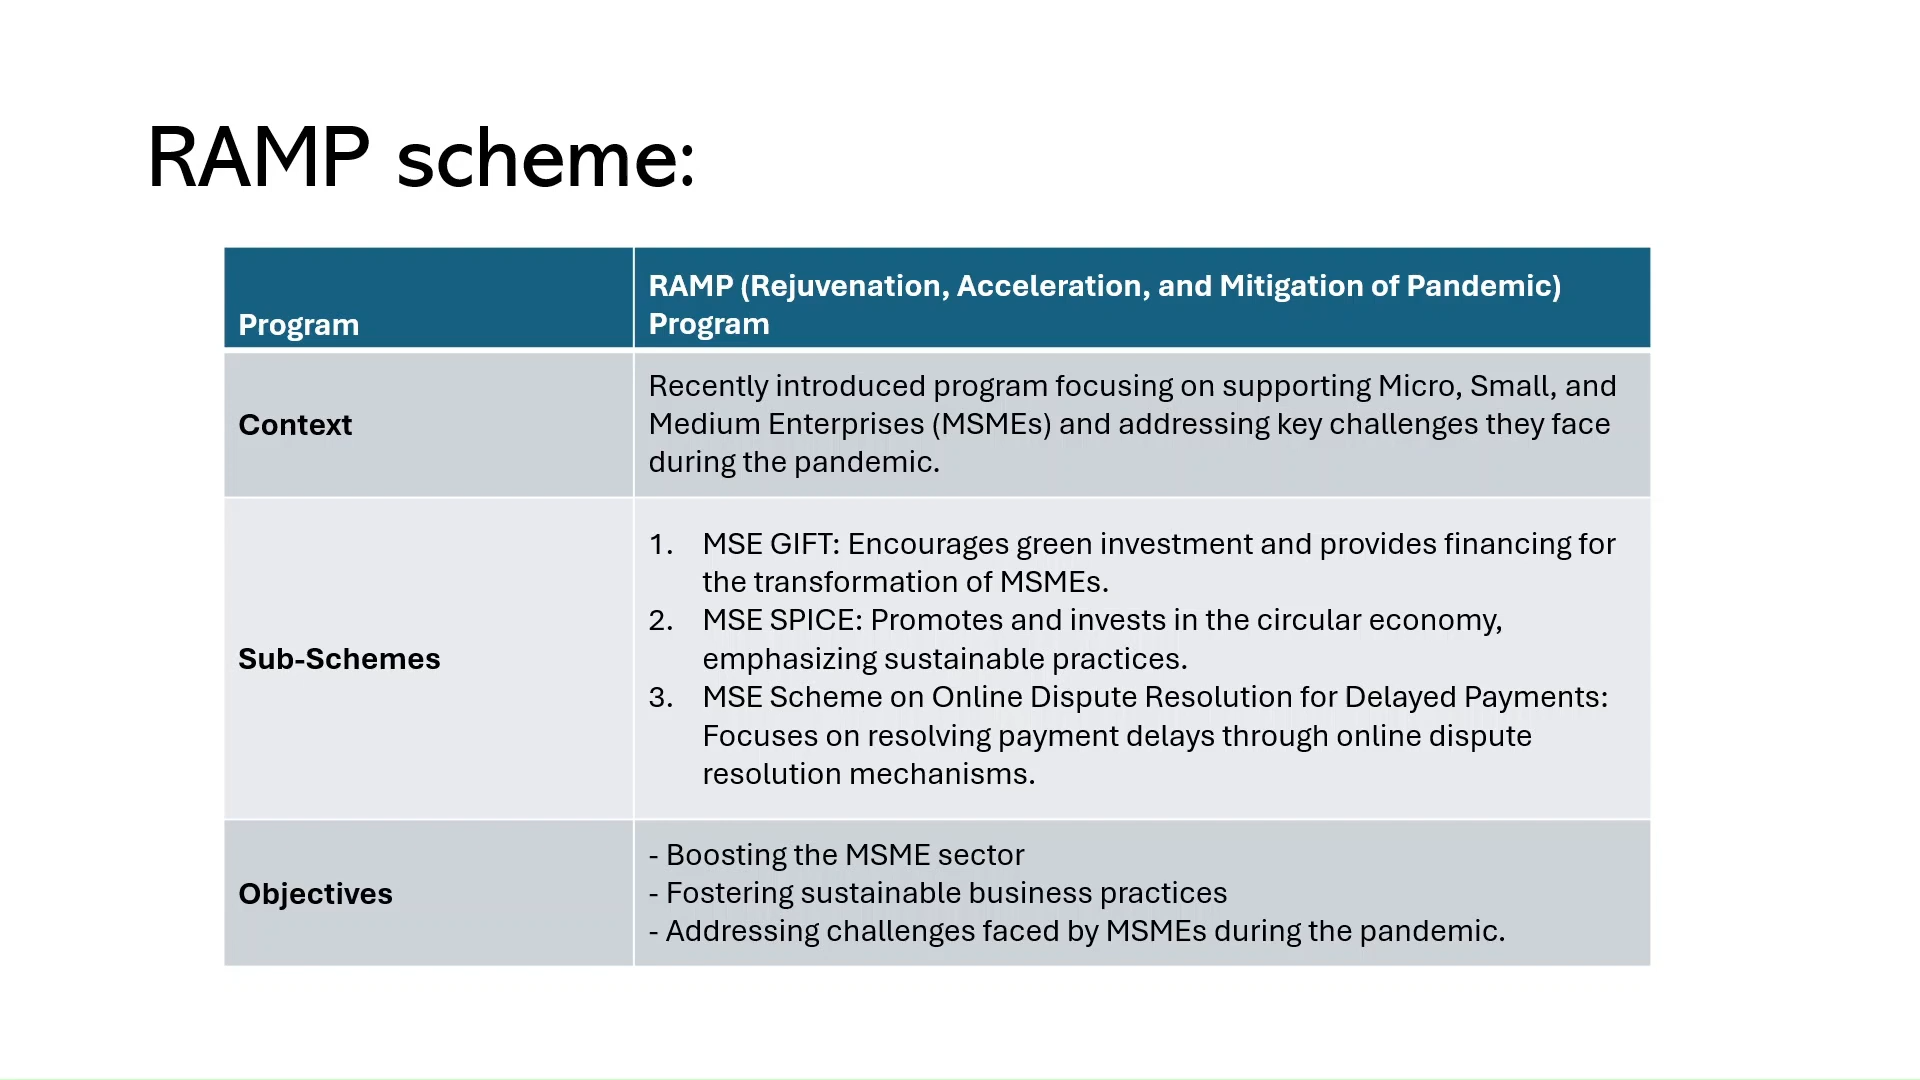 RAMP scheme:
Program
RAMP (Rejuvenation, Acceleration, and Mitigation of Pandemic)
Program
Context
Recently introduced program focusing on supporting Micro, Small, and
Medium Enterprises (MSMEs) and addressing key challenges they face
during the pandemic.
Sub-Schemes
1. MSE GIFT: Encourages green investment and provides financing for
the transformation of MSMEs.
2. MSE SPICE: Promotes and invests in the circular economy,
emphasizing sustainable practices.
3. MSE Scheme on Online Dispute Resolution for Delayed Payments:
Focuses on resolving payment delays through online dispute
resolution mechanisms.
Objectives
- Boosting the MSME sector
- Fostering sustainable business practices
- Addressing challenges faced by MSMEs during the pandemic.